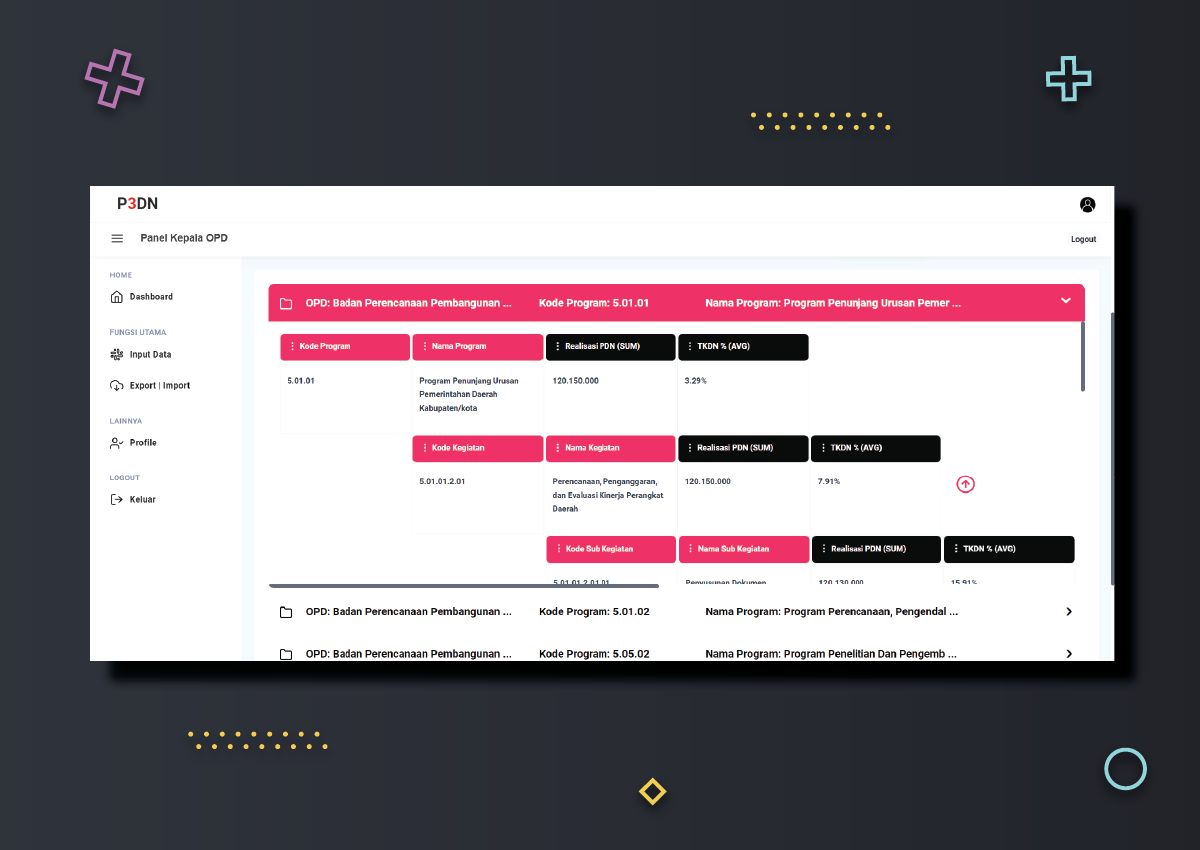 P3DN
Panel Kepala OPD
Logout
HOME
Dashboard
FUNGSI UTAMA
Input Data
Export | Import
LAINNYA
Profile
LOGOUT
Keluar
OPD: Badan Perencanaan Pembangunan ... Kode Program: 5.01.01 Nama Program: Program Penunjang Urusan Pemer ...
Kode Program Nama Program Realisasi PDN (SUM) TKDN % (AVG)
5.01.01 Program Penunjang Urusan 120.150.000 3.29%
Pemerintahan Daerah
Kabupaten/kota
Kode Kegiatan Nama Kegiatan Realisasi PDN (SUM) TKDN % (AVG)
5.01.01.2.01 Perencanaan, Penganggaran, 120.150.000 7.91%
dan Evaluasi Kinerja Perangkat
Daerah
Kode Sub Kegiatan Nama Sub Kegiatan Realisasi PDN (SUM) TKDN % (AVG)
5.01.01.2.01.01 Penyusunan Dokumen 120.130.000 15.91%
OPD: Badan Perencanaan Pembangunan ... Kode Program: 5.01.02 Nama Program: Program Perencanaan, Pengendal ...
OPD: Badan Perencanaan Pembangunan ... Kode Program: 5.05.02 Nama Program: Program Penelitian Dan Pengemb ...